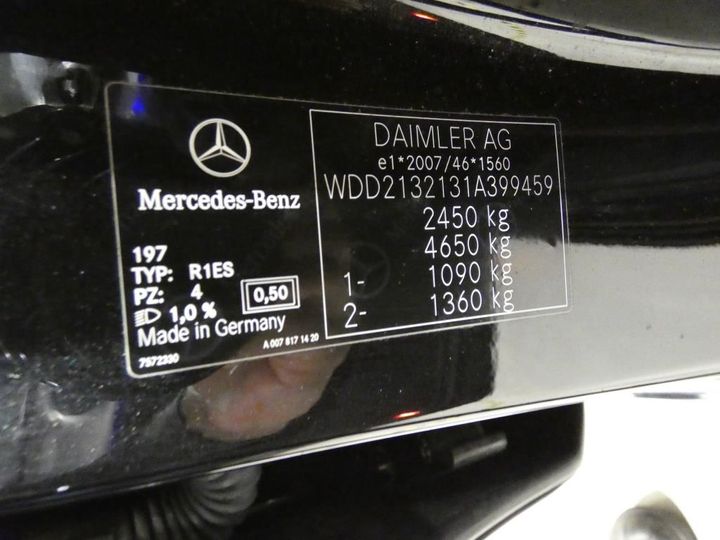 Mercedes-Benz
197
TYP: R1ES
PZ: 4
0,50
1,0 %
Made in Germany
7572330
A 007 817 14 20
DAIMLER AG
e1*2007/46*1560
WDD2132131A399459
2450 kg
4650 kg
1- 1090 kg
2- 1360 kg